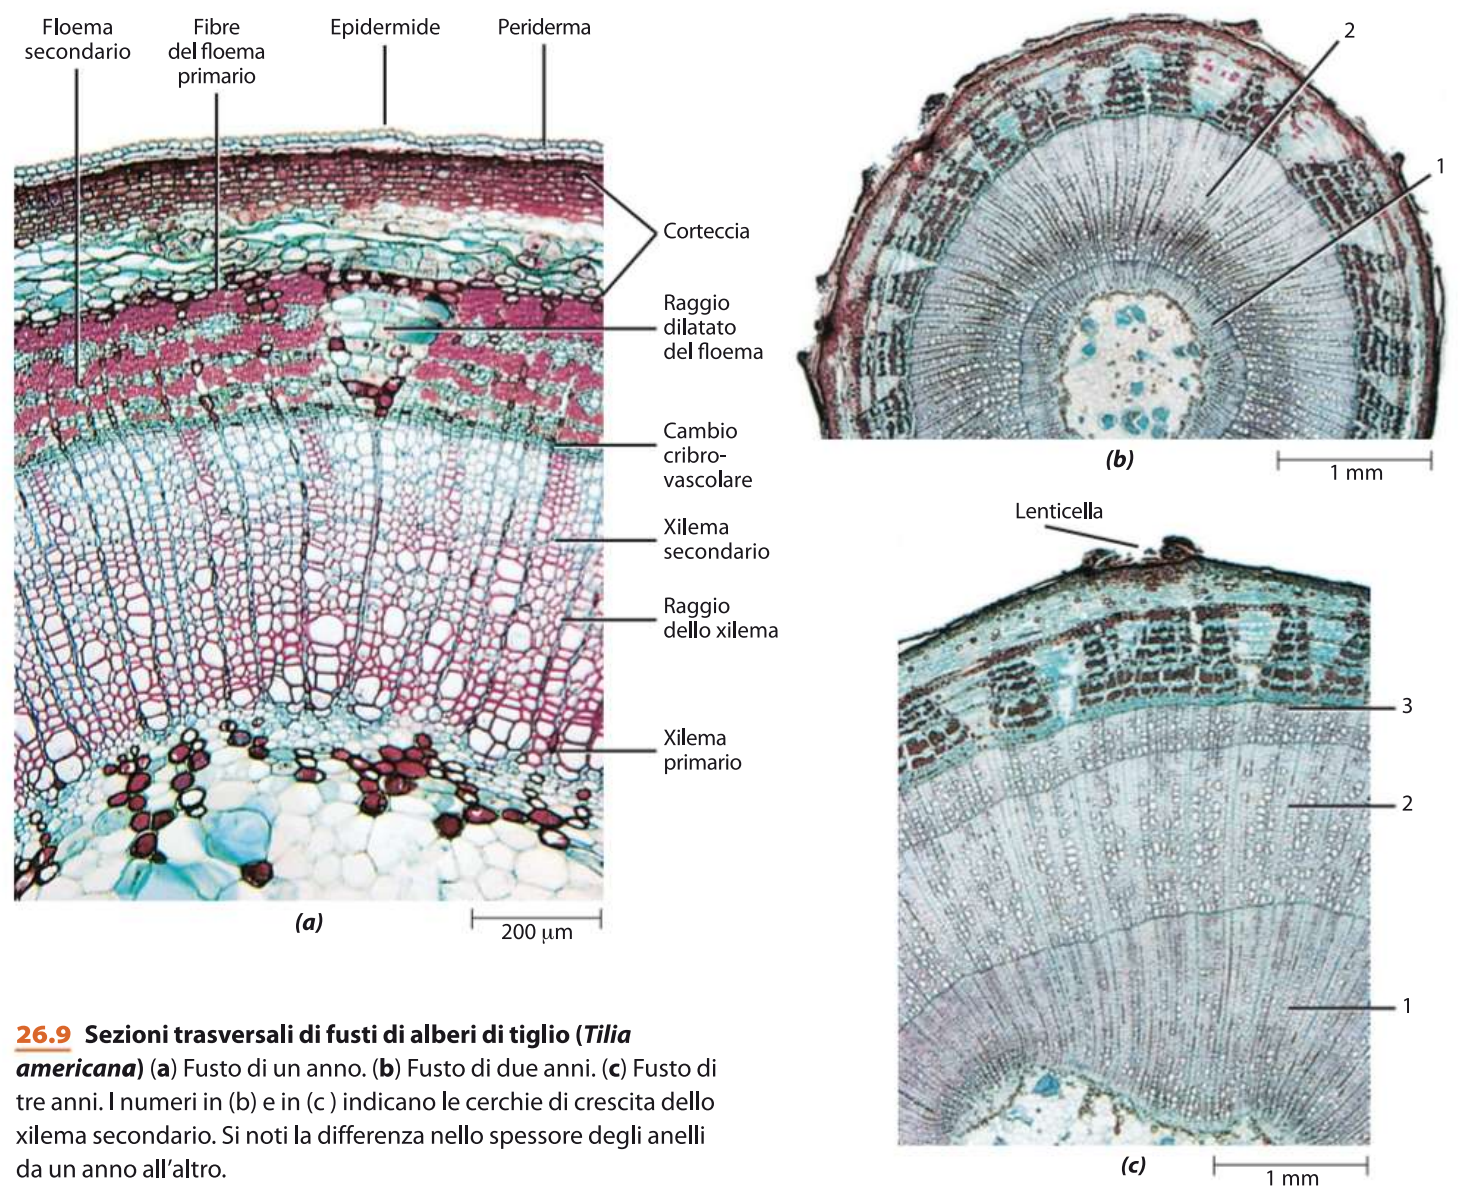 Floema
secondario
Fibre
del floema
primario
Epidermide
Periderma
Corteccia
Raggio
dilatato
del floema
Cambio
cribro-
vascolare
Xilema
secondario
Raggio
dello xilema
Xilema
primario
(a)
200 μm
2
1
(b)
1 mm
Lenticella
3
2
1
(c)
1 mm
26.9 Sezioni trasversali di fusti di alberi di tiglio (Tilia
americana) (a) Fusto di un anno. (b) Fusto di due anni. (c) Fusto di
tre anni. I numeri in (b) e in (c ) indicano le cerchie di crescita dello
xilema secondario. Si noti la differenza nello spessore degli anelli
da un anno all'altro.